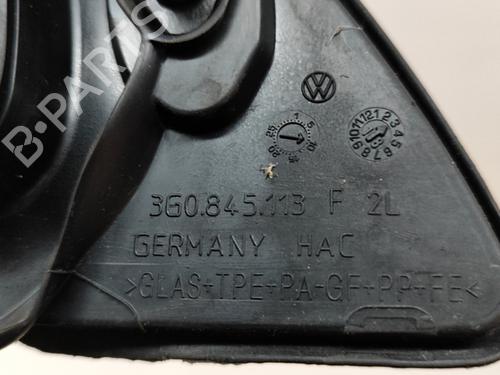 B-PARTS
3G0.845.113 F 2L
GERMANY HAC
>GLAS+TPE+PA-GF+PP+FE<